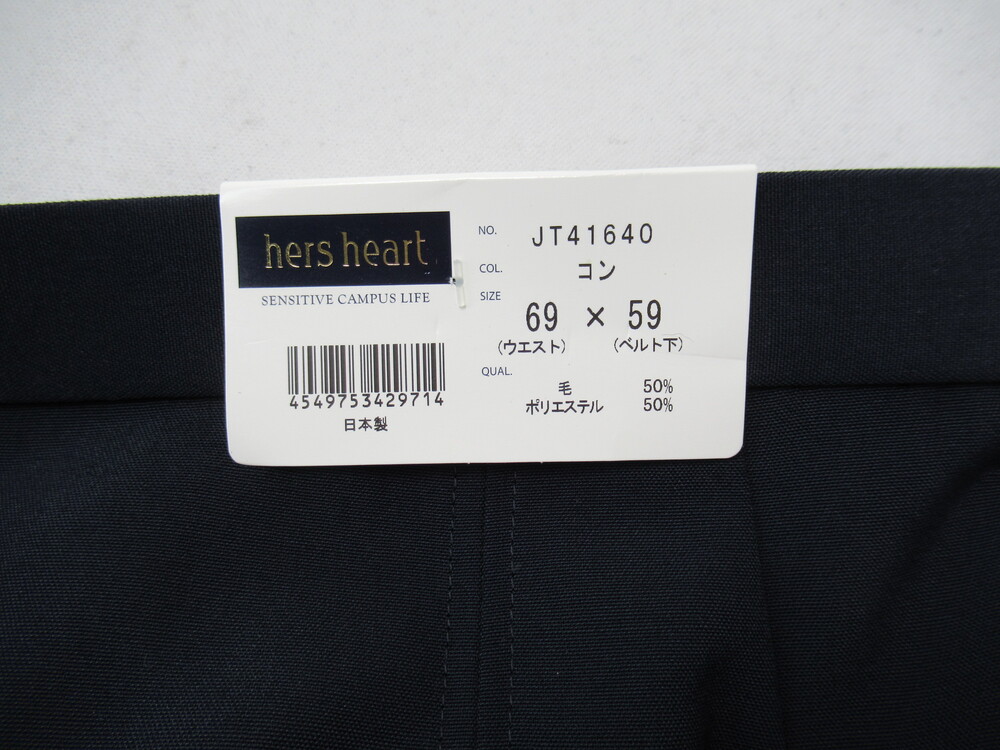 hers heart
SENSITIVE CAMPUS LIFE
4549753429714
日本製
NO. JT41640
COL. コン
SIZE 69 × 59
(ウエスト) (ベルト下)
QUAL.
毛 50%
ポリエステル 50%